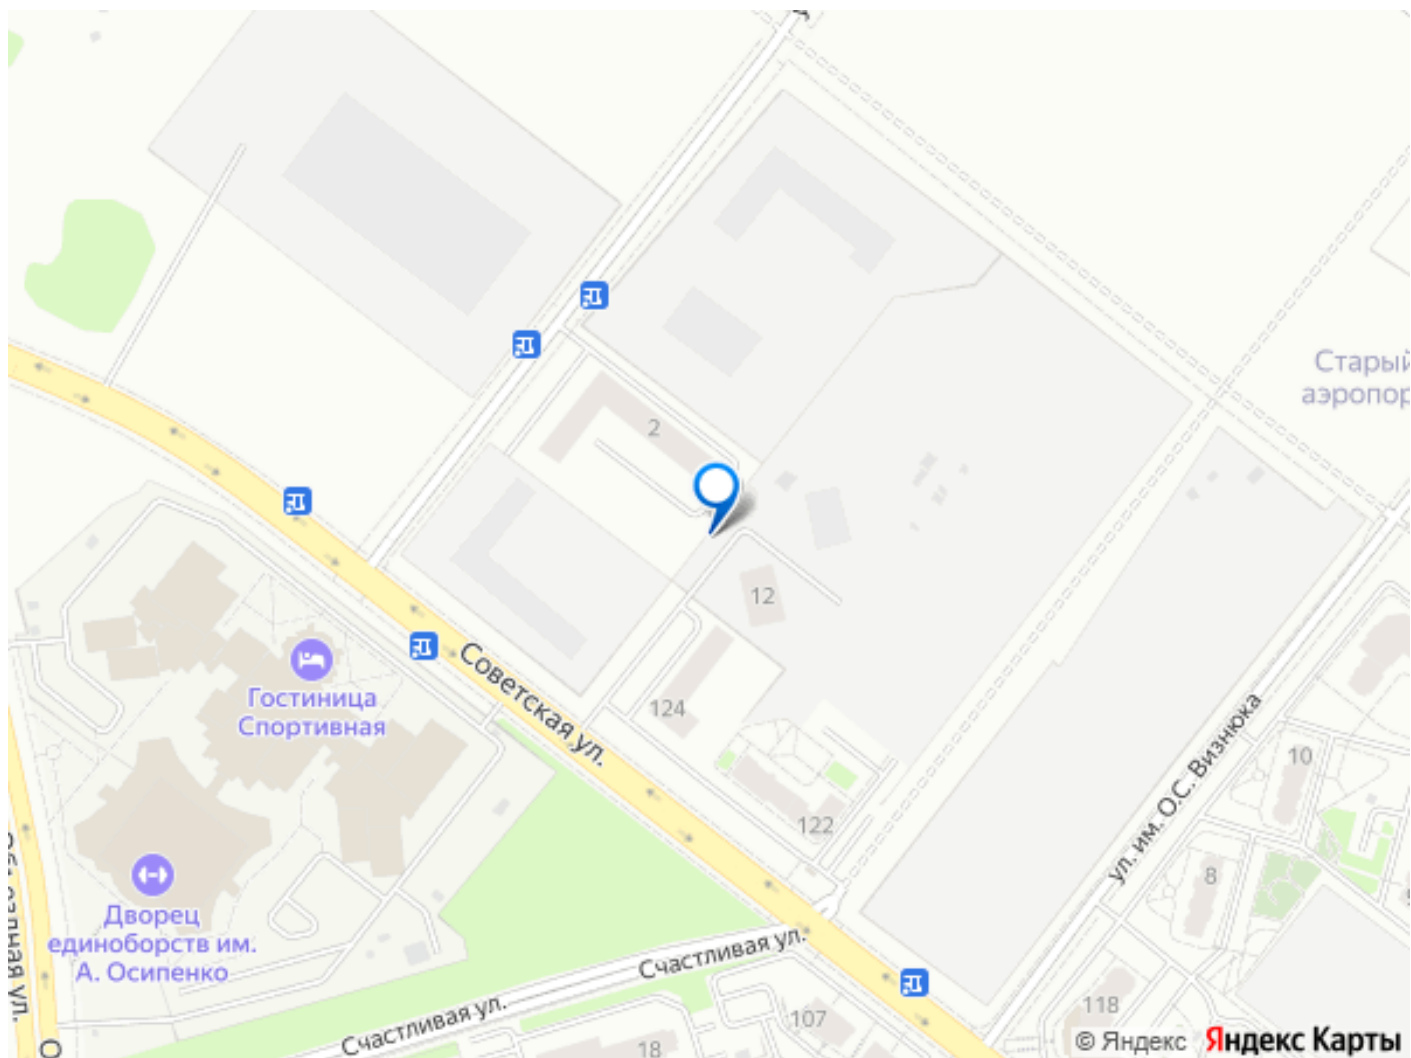 Старый
аэропор
2
12
Советская ул.
Гостиница
Спортивная
124
122
ул. им. О.С. Визнюка
10
8
Дворец
единоборств им.
А. Осипенко
Счастливая ул.
Счастливая ул.
107
18
118
© Яндекс Яндекс Карты